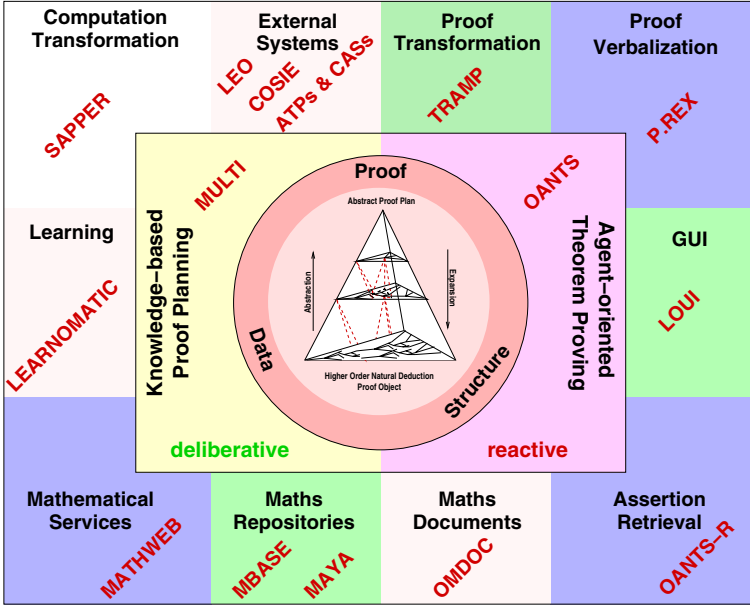 Computation
Transformation
SAPPER
External
Systems
LEO
COSIE
ATPs & CASs
Proof
Transformation
TRAMP
Proof
Verbalization
P.REX
Learning
LEARNOMATIC
Knowledge−based
Proof Planning
MULTI
deliberative
Proof
Data
Structure
Abstract Proof Plan
Abstraction
Expansion
Higher Order Natural Deduction
Proof Object
OANTS
Agent−oriented
Theorem Proving
reactive
GUI
LOUI
Mathematical
Services
MATHWEB
Maths
Repositories
MBASE
MAYA
Maths
Documents
OMDOC
Assertion
Retrieval
OANTS−R